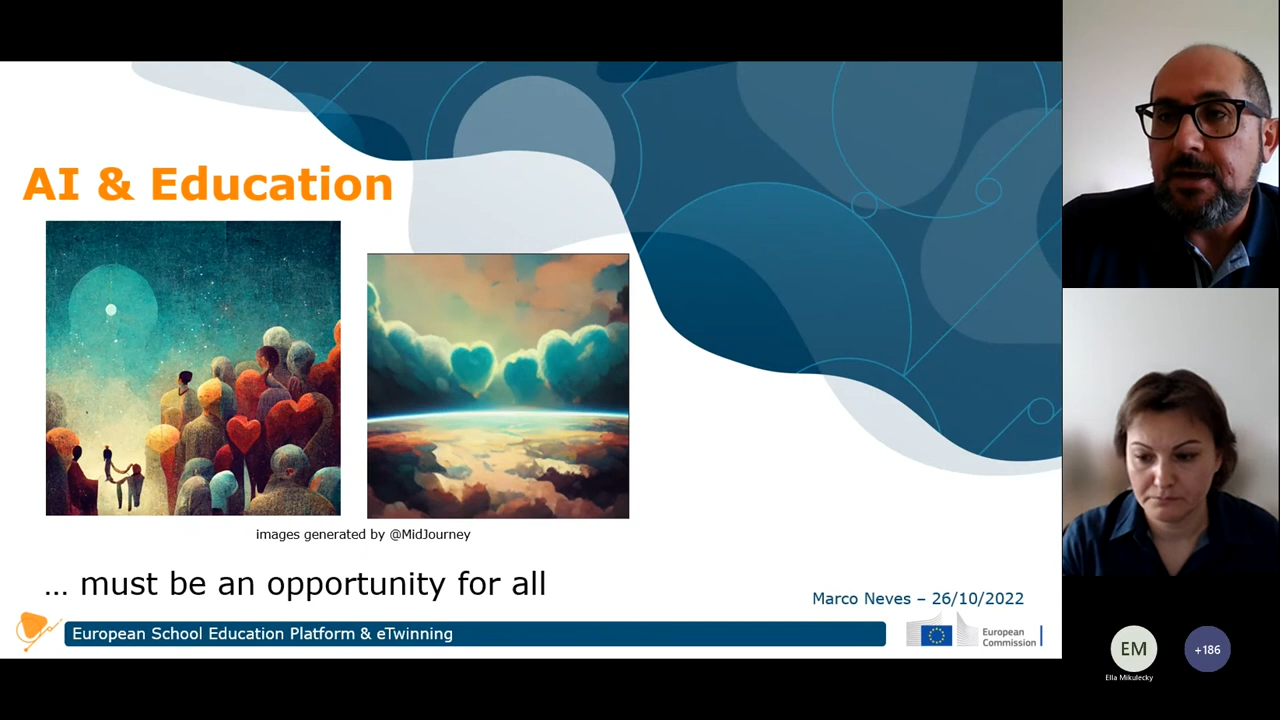 AI & Education
images generated by @MidJourney
… must be an opportunity for all
Marco Neves – 26/10/2022
European School Education Platform & eTwinning
European
Commission
EM
+186
Ella Mikulecky